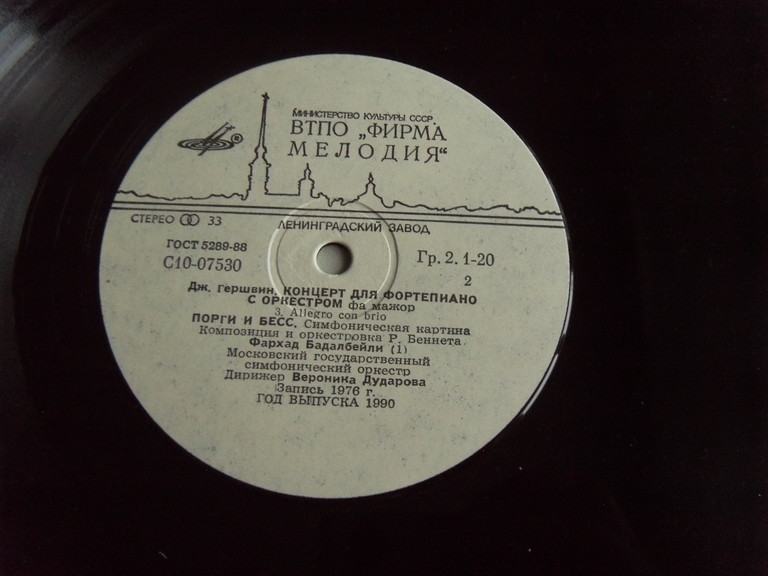 МИНИСТЕРСТВО КУЛЬТУРЫ СССР
ВТПО „ФИРМА
МЕЛОДИЯ“
®
СТЕРЕО 33
ЛЕНИНГРАДСКИЙ ЗАВОД
ГОСТ 5289-88
С10-07530
Гр. 2. 1-20
2
Дж. гершвин. КОНЦЕРТ ДЛЯ ФОРТЕПИАНО
С ОРКЕСТРОМ фа мажор
3. Allegro con brio
ПОРГИ И БЕСС. Симфоническая картина
Композиция и оркестровка Р. Беннета
Фархад Бадалбейли (1)
Московский государственный
симфонический оркестр
Дирижер Вероника Дударова
Запись 1976 г.
ГОД ВЫПУСКА 1990